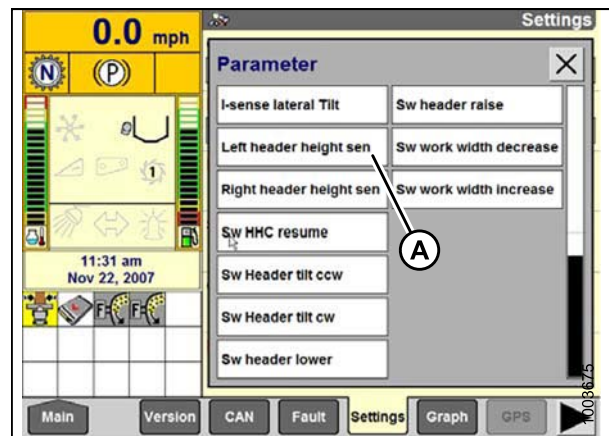 0.0 mph
Settings
N
(P)
Parameter
X
I-sense lateral Tilt
Sw header raise
Left header height sen
Sw work width decrease
Right header height sen
Sw work width increase
1
Sw HHC resume
A
11:31 am
Nov 22, 2007
Sw Header tilt ccw
F
F
Sw Header tilt cw
Sw header lower
Main
Version
CAN
Fault
Settings
Graph
GPS
1003675